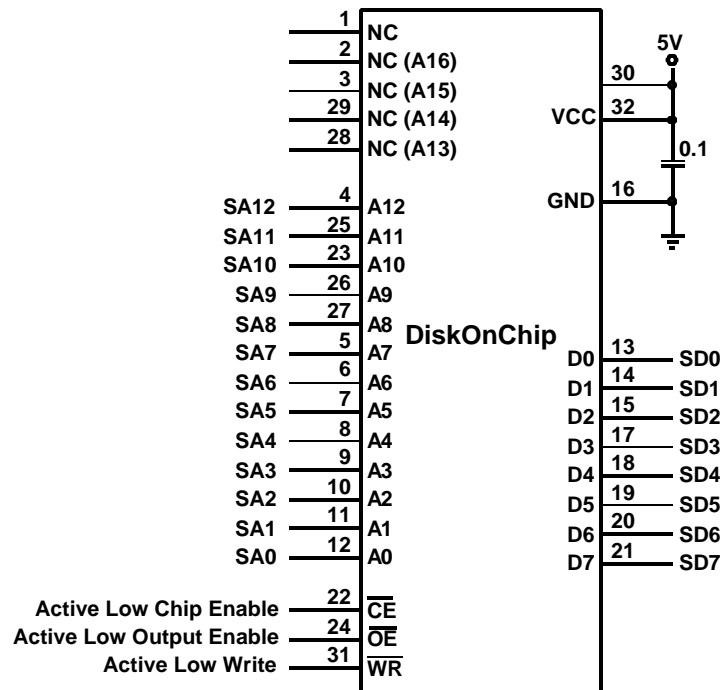 1 NC
2 NC (A16)
3 NC (A15)
29 NC (A14)
28 NC (A13)
SA12 4 A12
SA11 25 A11
SA10 23 A10
SA9 26 A9
SA8 27 A8
SA7 5 A7
SA6 6 A6
SA5 7 A5
SA4 8 A4
SA3 9 A3
SA2 10 A2
SA1 11 A1
SA0 12 A0
Active Low Chip Enable 22 CE
Active Low Output Enable 24 OE
Active Low Write 31 WR
DiskOnChip
5V
30
VCC 32
0.1
GND 16
D0 13 SD0
D1 14 SD1
D2 15 SD2
D3 17 SD3
D4 18 SD4
D5 19 SD5
D6 20 SD6
D7 21 SD7